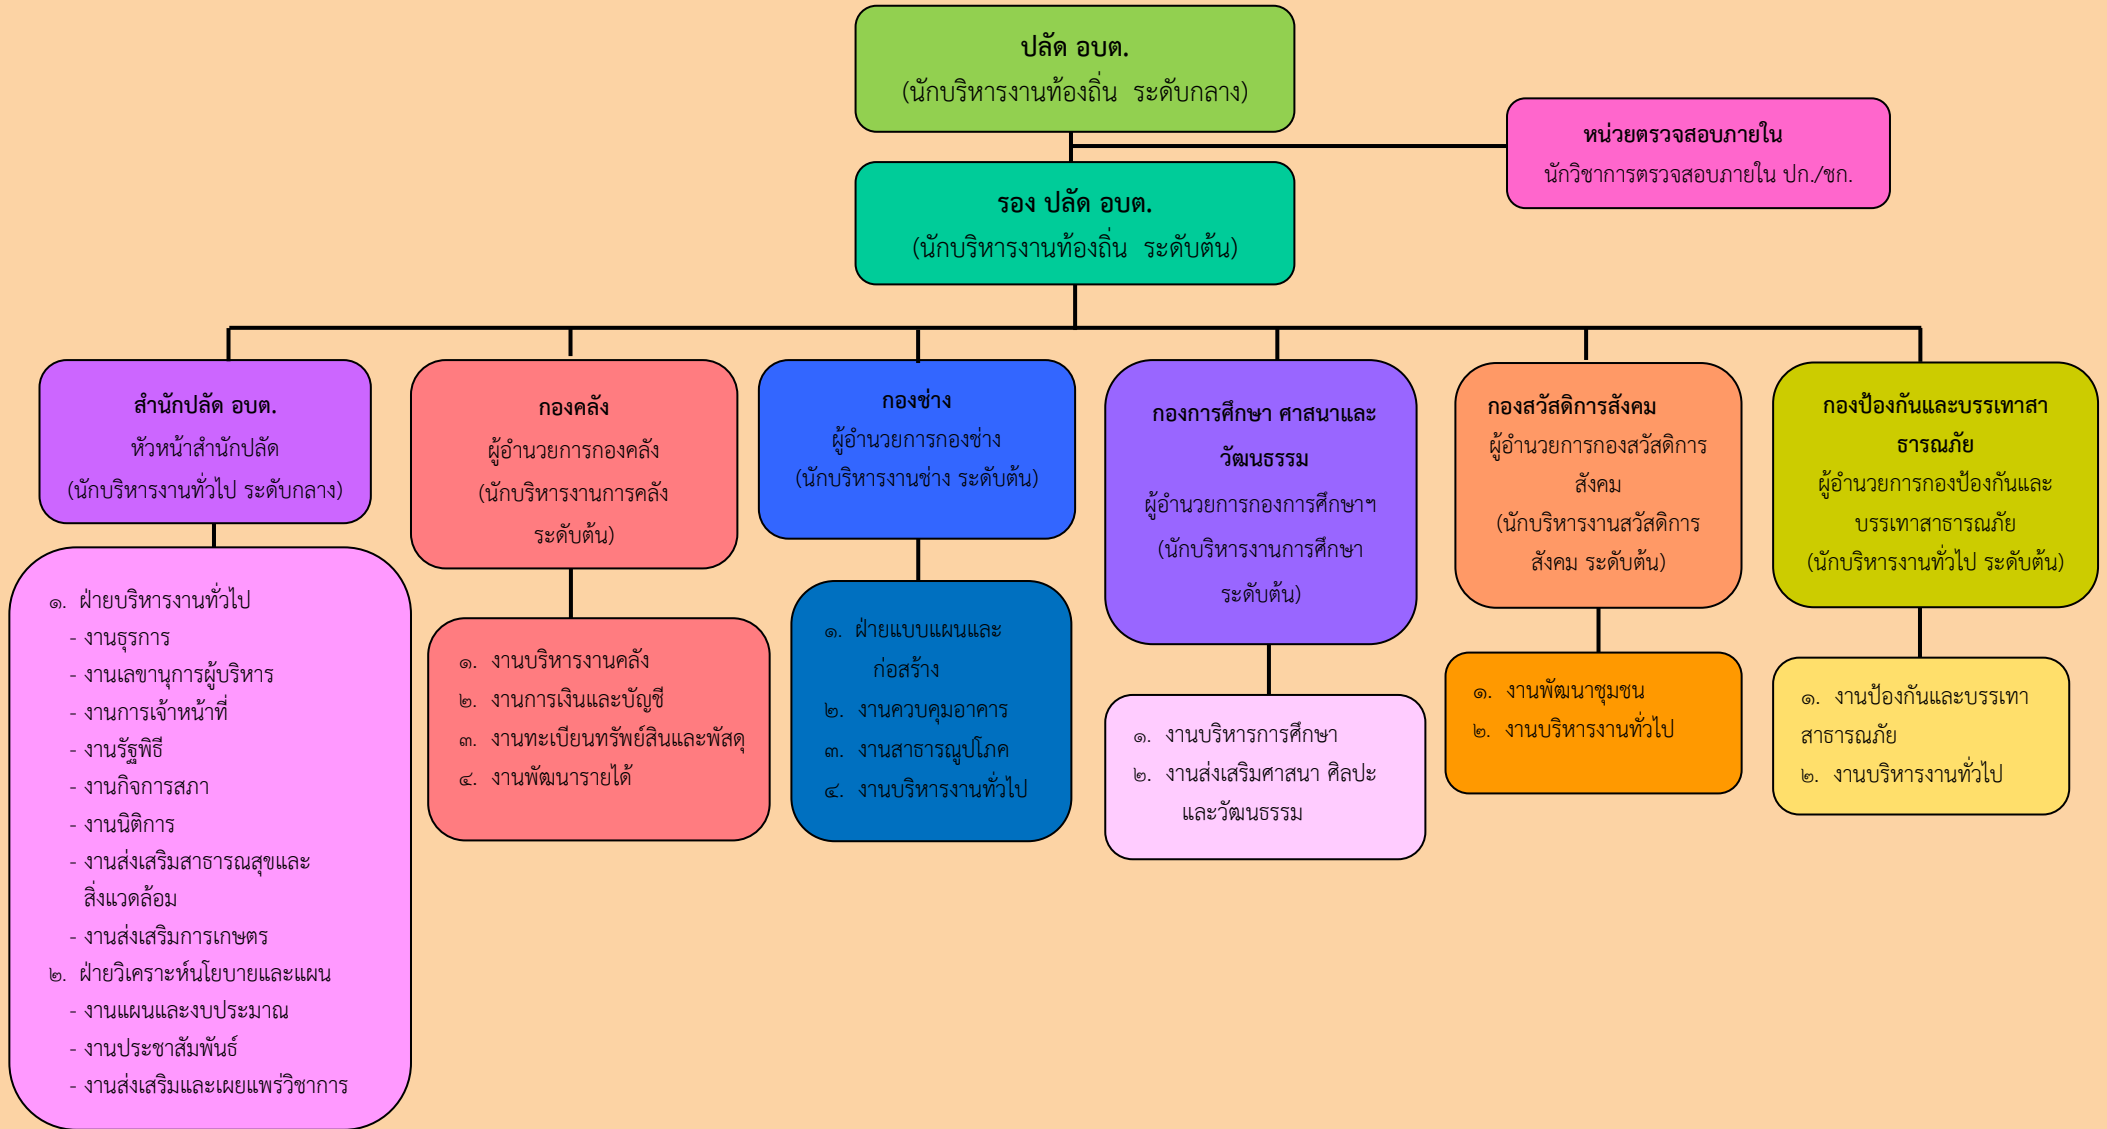 ปลัด อบต.
(นักบริหารงานท้องถิ่น ระดับกลาง)
หน่วยตรวจสอบภายใน
นักวิชาการตรวจสอบภายใน ปก./ชก.
รอง ปลัด อบต.
(นักบริหารงานท้องถิ่น ระดับต้น)
สำนักปลัด อบต.
หัวหน้าสำนักปลัด
(นักบริหารงานทั่วไป ระดับกลาง)
๑. ฝ่ายบริหารงานทั่วไป
- งานธุรการ
- งานเลขานุการผู้บริหาร
- งานการเจ้าหน้าที่
- งานรัฐพิธี
- งานกิจการสภา
- งานนิติการ
- งานส่งเสริมสาธารณสุขและ
สิ่งแวดล้อม
- งานส่งเสริมการเกษตร
๒. ฝ่ายวิเคราะห์นโยบายและแผน
- งานแผนและงบประมาณ
- งานประชาสัมพันธ์
- งานส่งเสริมและเผยแพร่วิชาการ
กองคลัง
ผู้อำนวยการกองคลัง
(นักบริหารงานการคลัง
ระดับต้น)
๑. งานบริหารงานคลัง
๒. งานการเงินและบัญชี
๓. งานทะเบียนทรัพย์สินและพัสดุ
๔. งานพัฒนารายได้
กองช่าง
ผู้อำนวยการกองช่าง
(นักบริหารงานช่าง ระดับต้น)
๑. ฝ่ายแบบแผนและ
ก่อสร้าง
๒. งานควบคุมอาคาร
๓. งานสาธารณูปโภค
๔. งานบริหารงานทั่วไป
กองการศึกษา ศาสนาและ
วัฒนธรรม
ผู้อำนวยการกองการศึกษาฯ
(นักบริหารงานการศึกษา
ระดับต้น)
๑. งานบริหารการศึกษา
๒. งานส่งเสริมศาสนา ศิลปะ
และวัฒนธรรม
กองสวัสดิการสังคม
ผู้อำนวยการกองสวัสดิการ
สังคม
(นักบริหารงานสวัสดิการ
สังคม ระดับต้น)
๑. งานพัฒนาชุมชน
๒. งานบริหารงานทั่วไป
กองป้องกันและบรรเทาสา
ธารณภัย
ผู้อำนวยการกองป้องกันและ
บรรเทาสาธารณภัย
(นักบริหารงานทั่วไป ระดับต้น)
๑. งานป้องกันและบรรเทา
สาธารณภัย
๒. งานบริหารงานทั่วไป